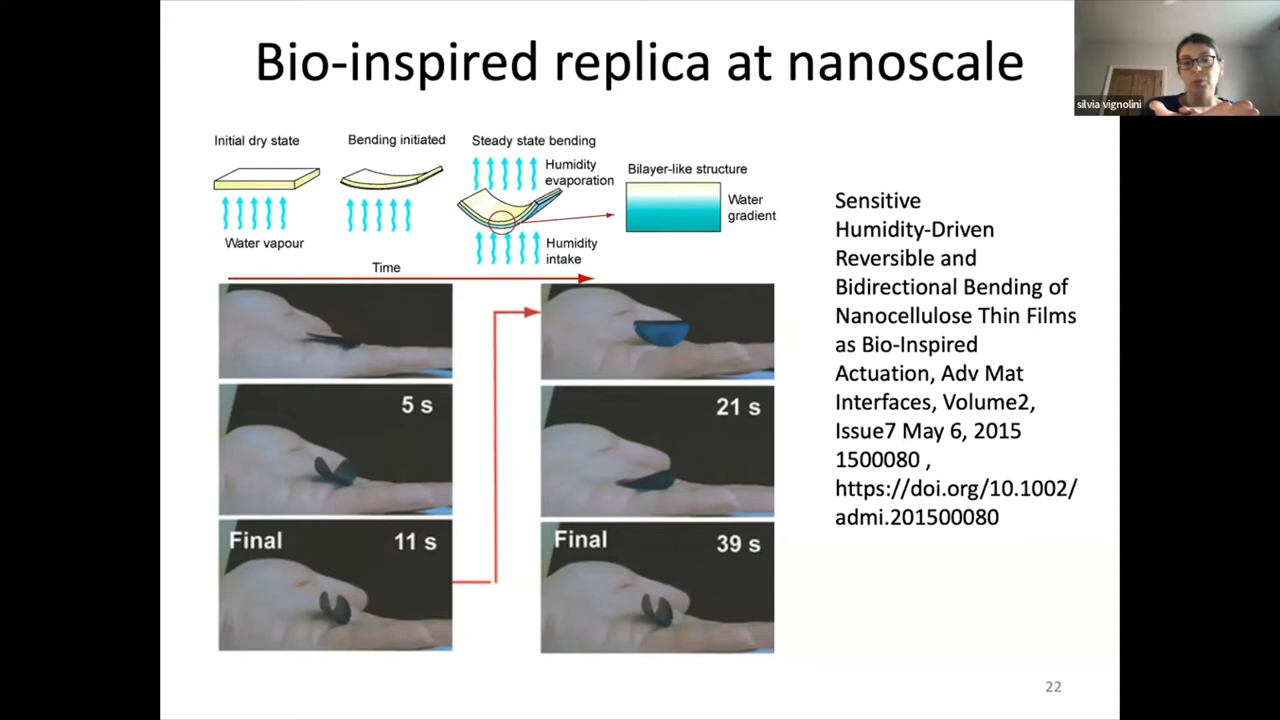 Bio-inspired replica at nanoscale
silvia vignolini
Initial dry state
Bending initiated
Steady state bending
Humidity
evaporation
Bilayer-like structure
Water
gradient
Water vapour
Humidity
intake
Time
5 s
Final 11 s
21 s
Final 39 s
Sensitive
Humidity-Driven
Reversible and
Bidirectional Bending of
Nanocellulose Thin Films
as Bio-Inspired
Actuation, Adv Mat
Interfaces, Volume2,
Issue7 May 6, 2015
1500080 ,
https://doi.org/10.1002/
admi.201500080
22